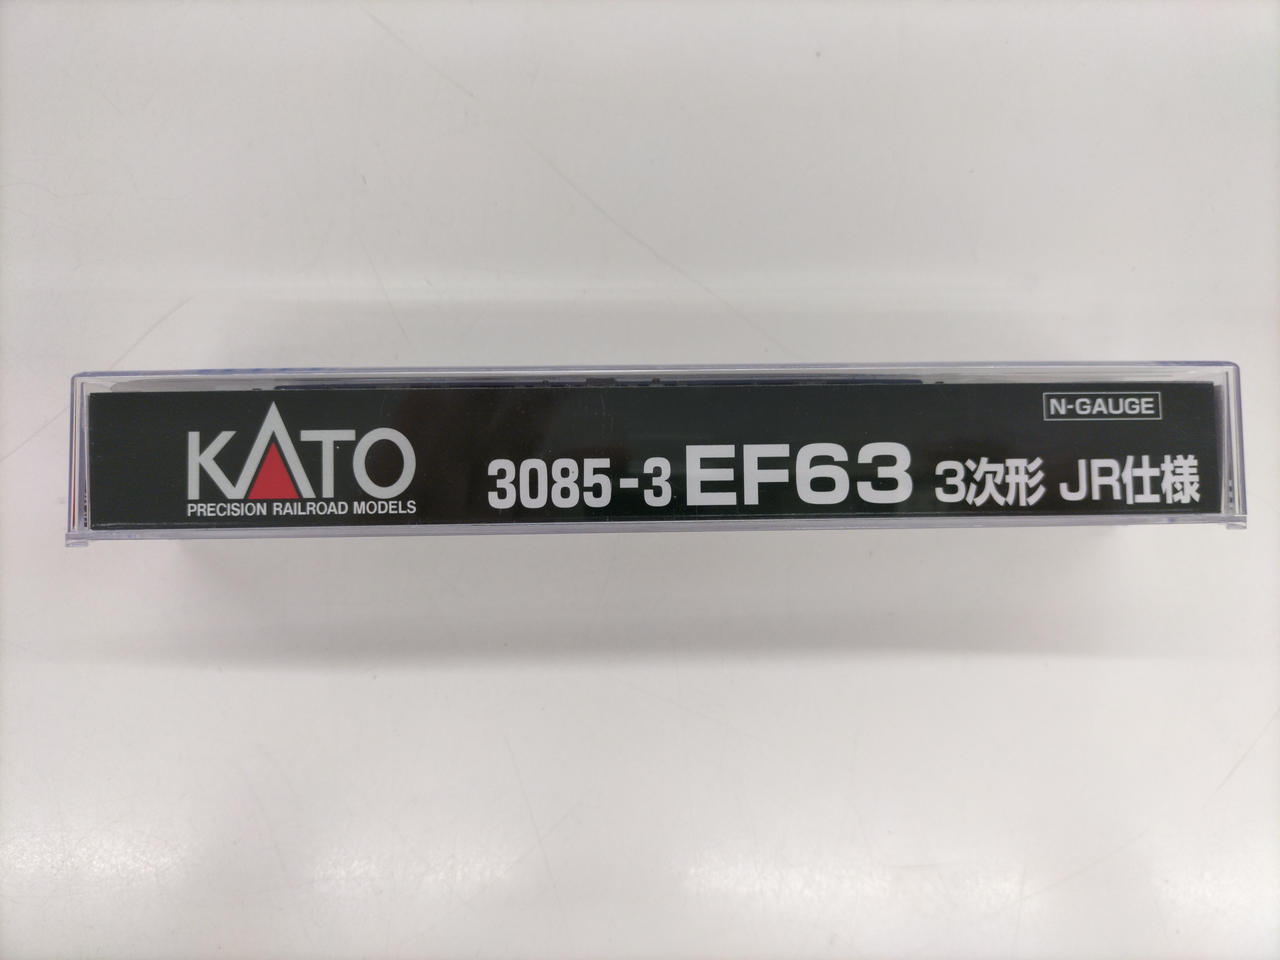 N-GAUGE
KATO
3085-3 EF63 3次形 JR仕様
PRECISION RAILROAD MODELS